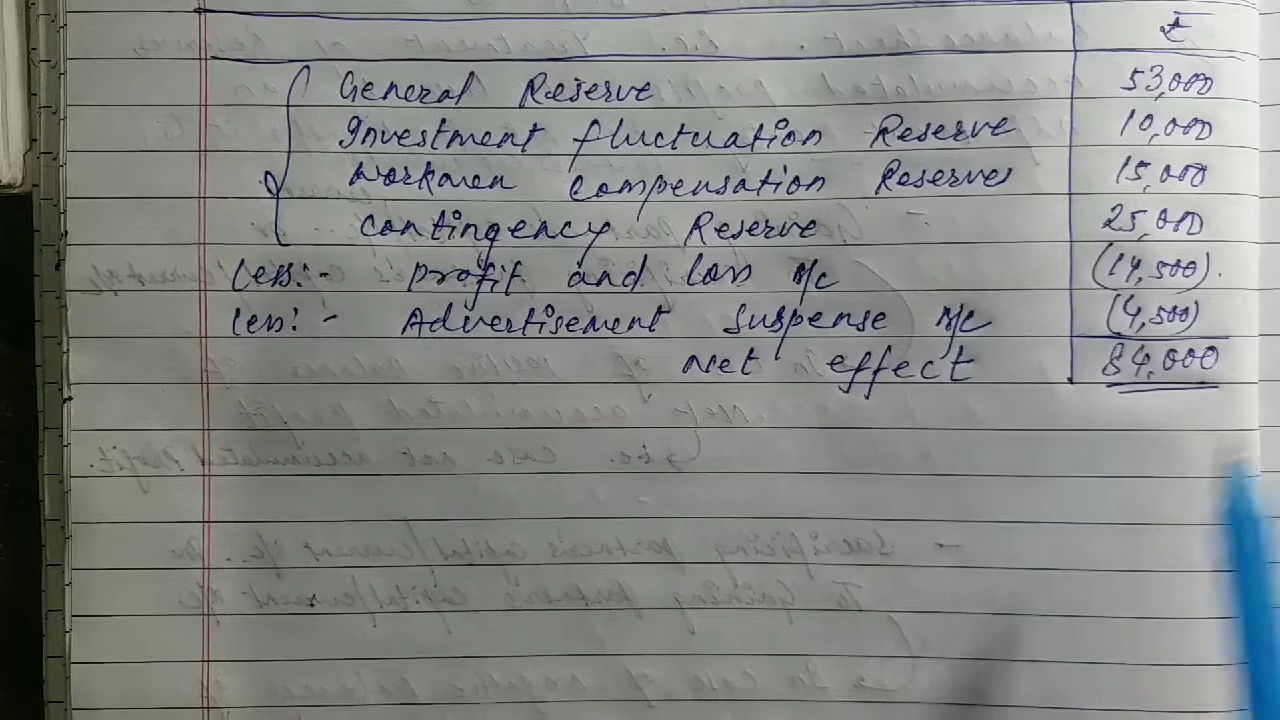 ₹
General Reserve 53,000
Investment fluctuation Reserve 10,000
Workmen compensation Reserves 15,000
Contingency Reserve 25,000
Less:- profit and loss A/c (14,500).
Less:- Advertisement Suspense A/c (4,500)
Net effect 84,000